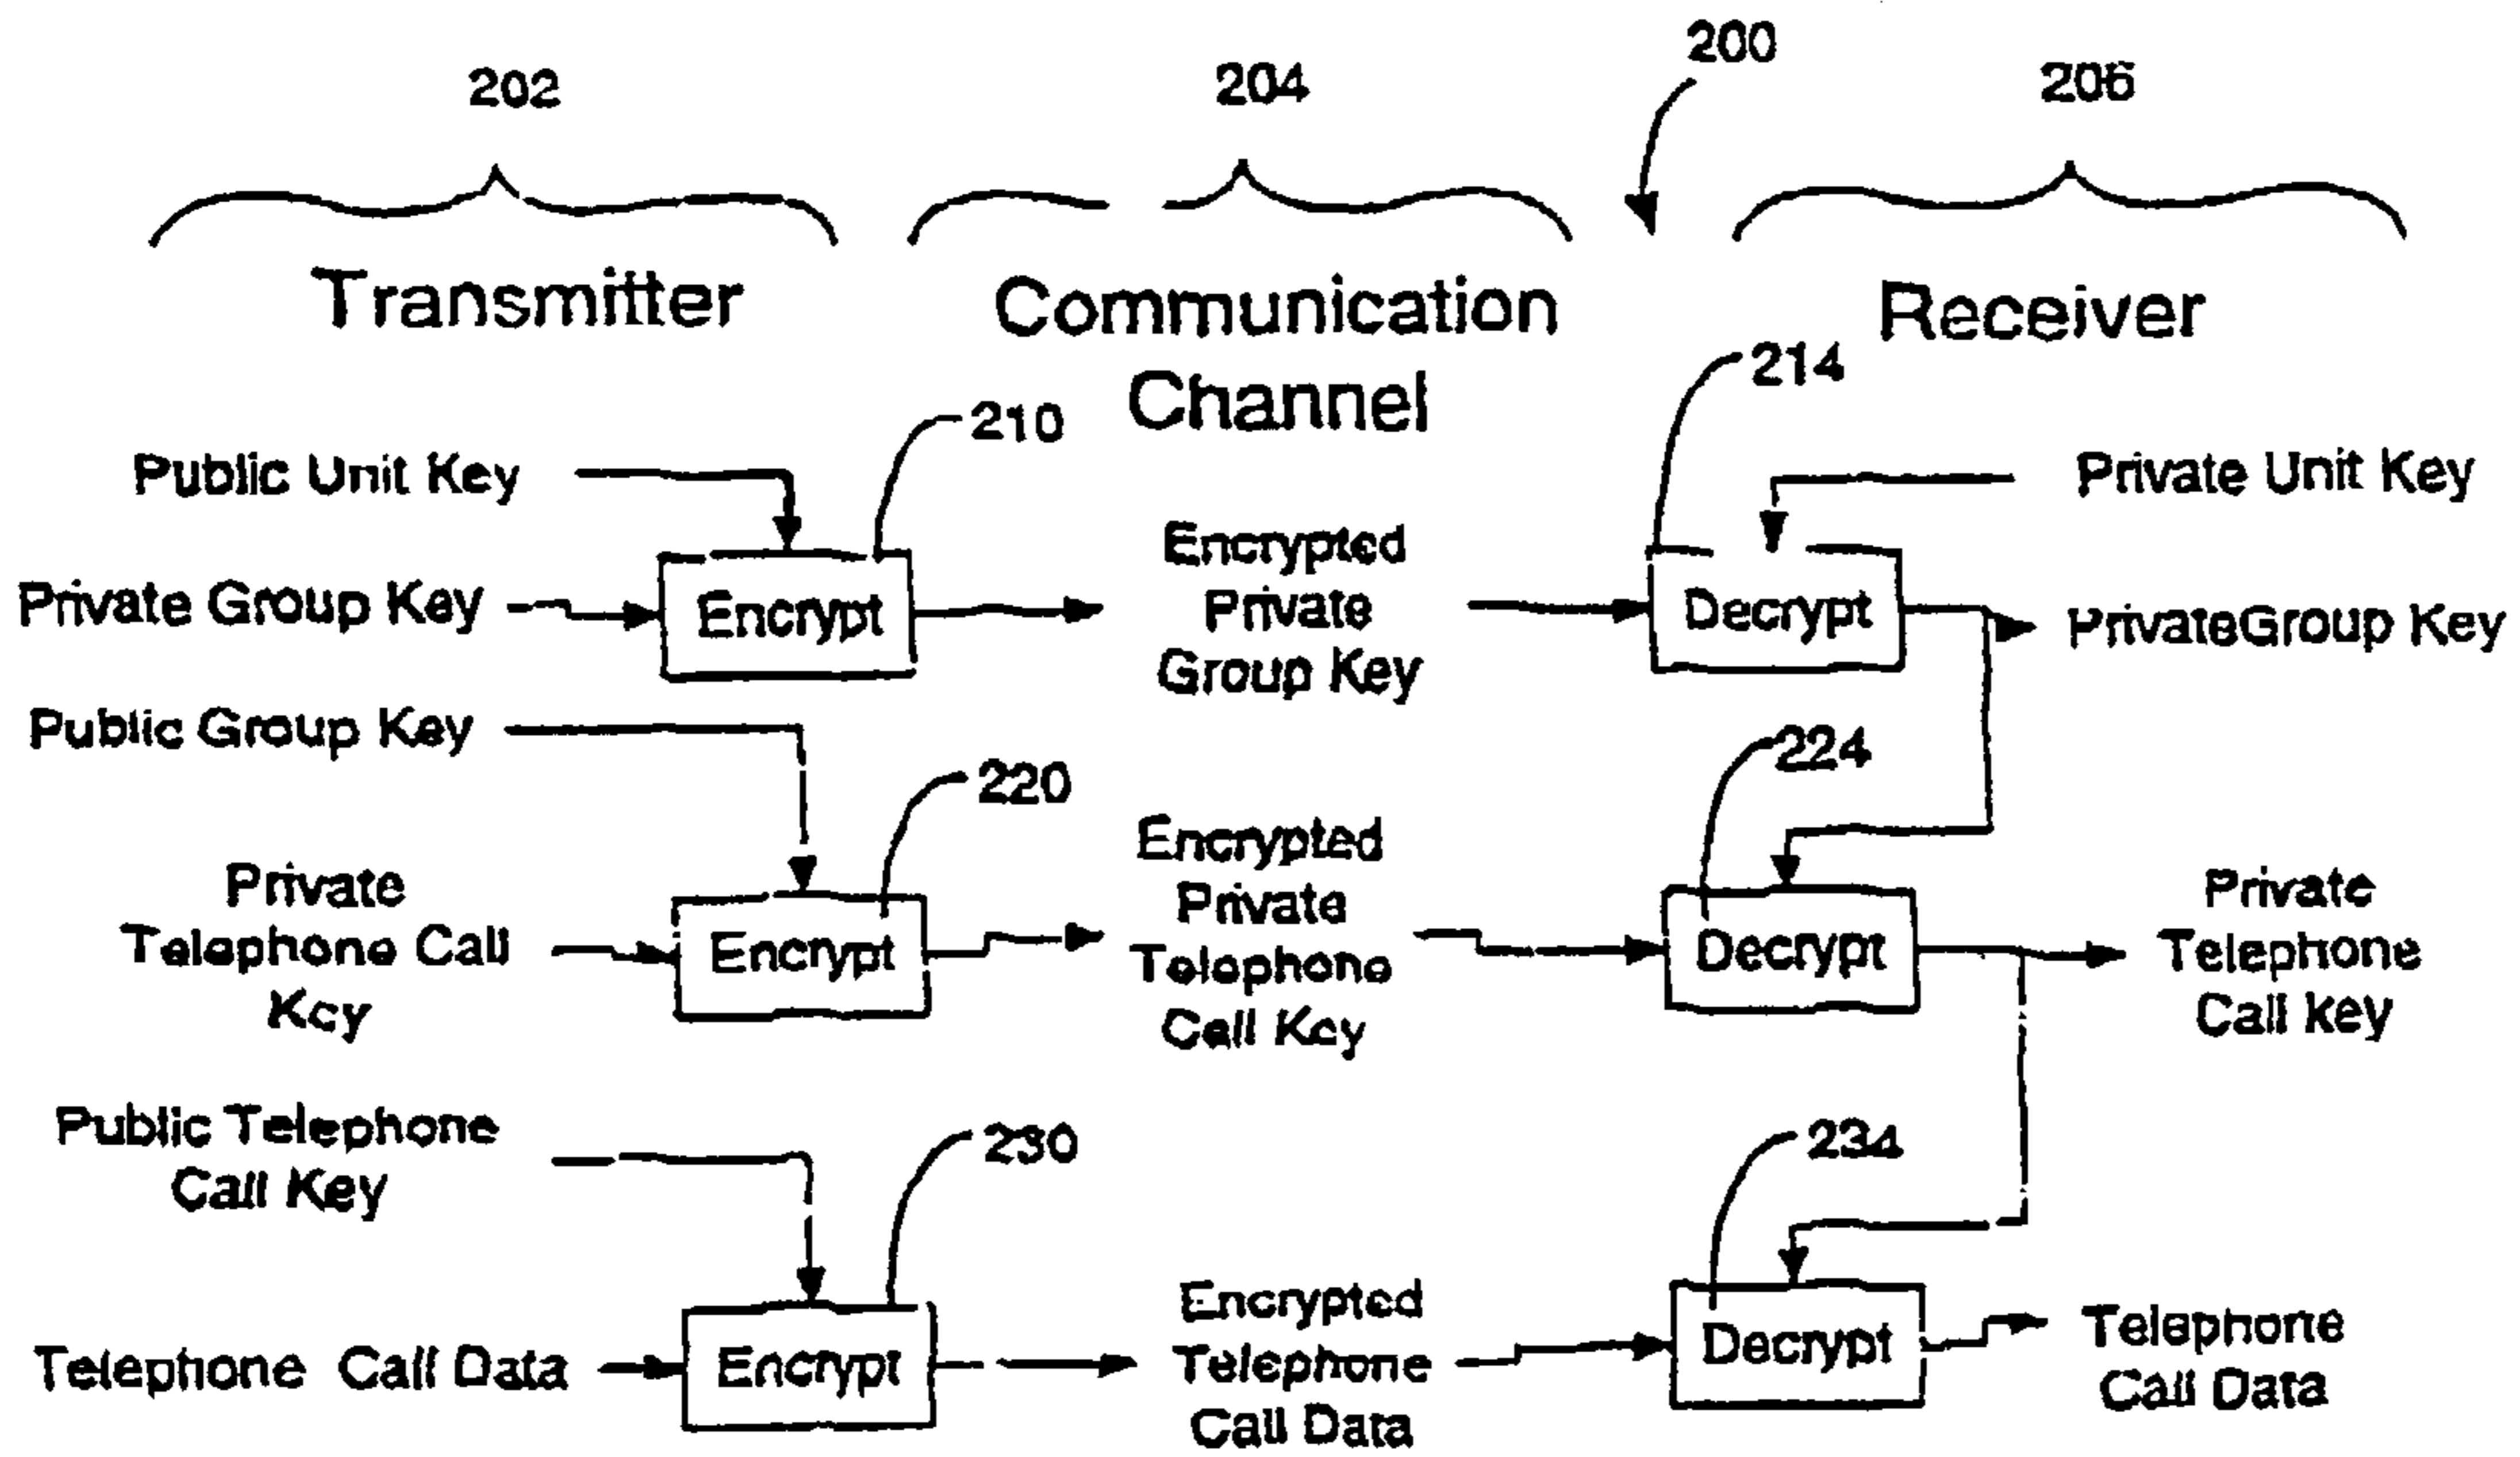 200
202
204
206
Transmitter
Communication
Channel
Receiver
214
210
Public Unit Key
Private Unit Key
Private Group Key
Encrypt
Encrypted
Private
Group Key
Decrypt
PrivateGroup Key
Public Group Key
220
224
Private
Telephone Call
Key
Encrypt
Encrypted
Private
Telephone
Call Key
Decrypt
Private
Telephone
Call key
Public Telephone
Call Key
230
234
Telephone Call Data
Encrypt
Encrypted
Telephone
Call Data
Decrypt
Telephone
Call Data